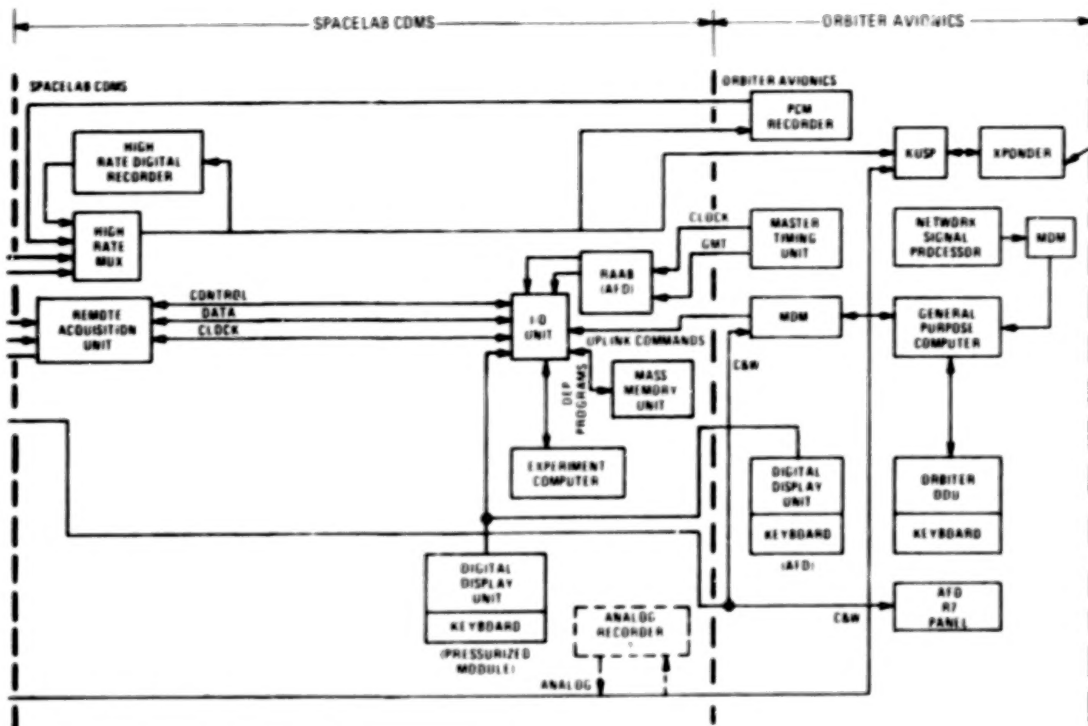 SPACELAB CDMS
ORBITER AVIONICS
SPACELAB CDMS
ORBITER AVIONICS
PCM
RECORDER
HIGH
RATE DIGITAL
RECORDER
KUSP
XPONDER
HIGH
RATE
MUX
CLOCK
GMT
MASTER
TIMING
UNIT
NETWORK
SIGNAL
PROCESSOR
MDM
RAAB
(AFD)
REMOTE
ACQUISITION
UNIT
CONTROL
DATA
CLOCK
I/O
UNIT
UPLINK COMMANDS
MDM
GENERAL
PURPOSE
COMPUTER
C&W
DEP
PROGRAMS
MASS
MEMORY
UNIT
EXPERIMENT
COMPUTER
DIGITAL
DISPLAY
UNIT
KEYBOARD
(AFD)
ORBITER
DDU
KEYBOARD
DIGITAL
DISPLAY
UNIT
KEYBOARD
(PRESSURIZED
MODULE)
ANALOG
RECORDER
ANALOG
C&W
AFD
R7
PANEL